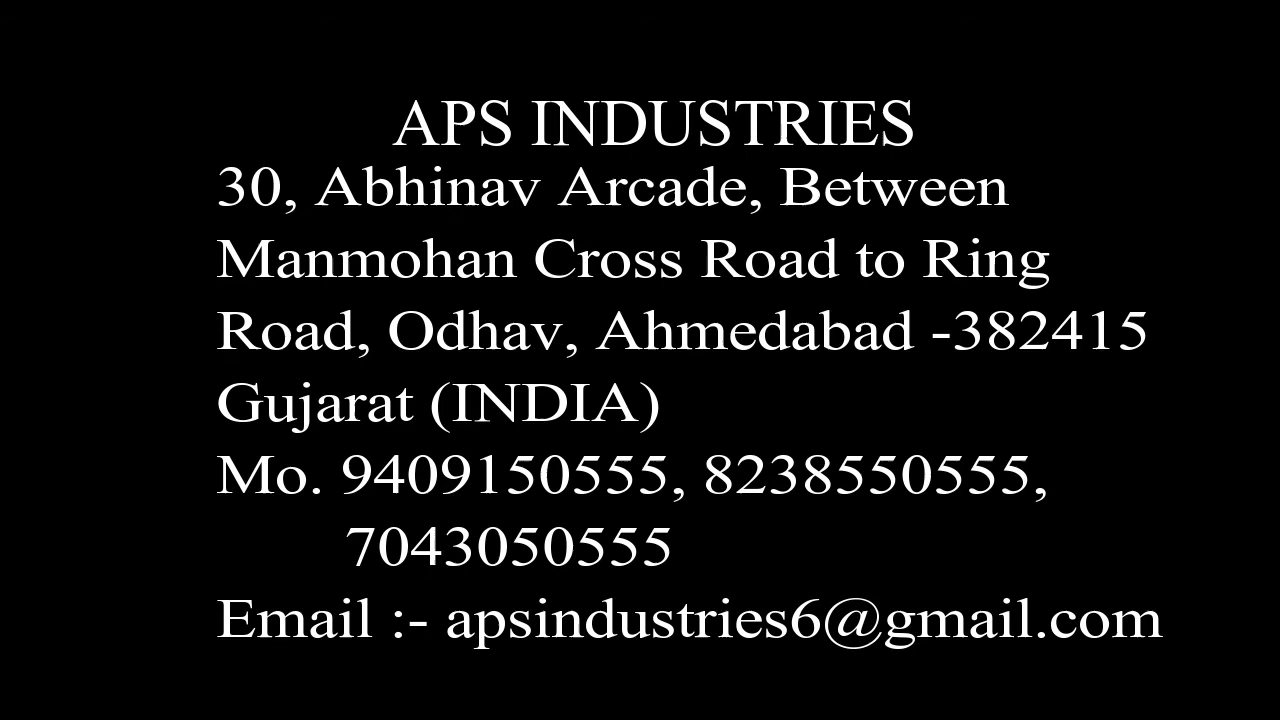 APS INDUSTRIES
30, Abhinav Arcade, Between
Manmohan Cross Road to Ring
Road, Odhav, Ahmedabad -382415
Gujarat (INDIA)
Mo. 9409150555, 8238550555,
7043050555
Email :- apsindustries6@gmail.com